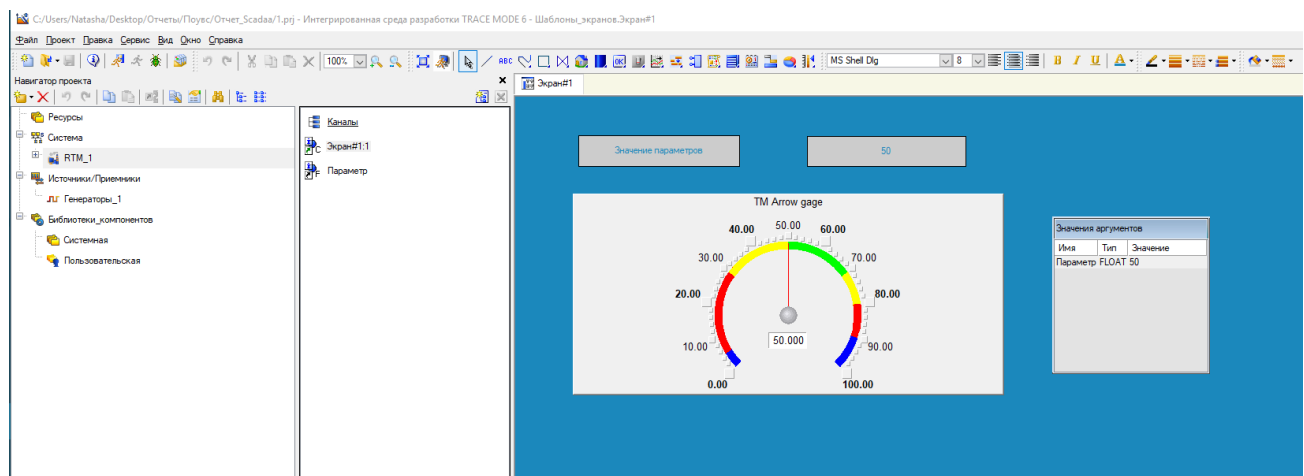 C:/Users/Natasha/Desktop/Отчеты/Поувс/Отчет_Scadaa/1.prj - Интегрированная среда разработки TRACE MODE 6 - Шаблоны_экранов.Экран#1
Файл Проект Правка Сервис Вид Окно Справка
100% ABC OK MS Shell Dlg 8 B I U A
Навигатор проекта
Экран#1
Ресурсы
Система
RTM_1
Источники/Приемники
Генераторы_1
Библиотеки_компонентов
Системная
Пользовательская
Каналы
C Экран#1:1
F Параметр
Значение параметров 50
TM Arrow gage
40.00 50.00 60.00
30.00 70.00
20.00 80.00
50.000
10.00 90.00
0.00 100.00
Значения аргументов
Имя Тип Значение
Параметр FLOAT 50